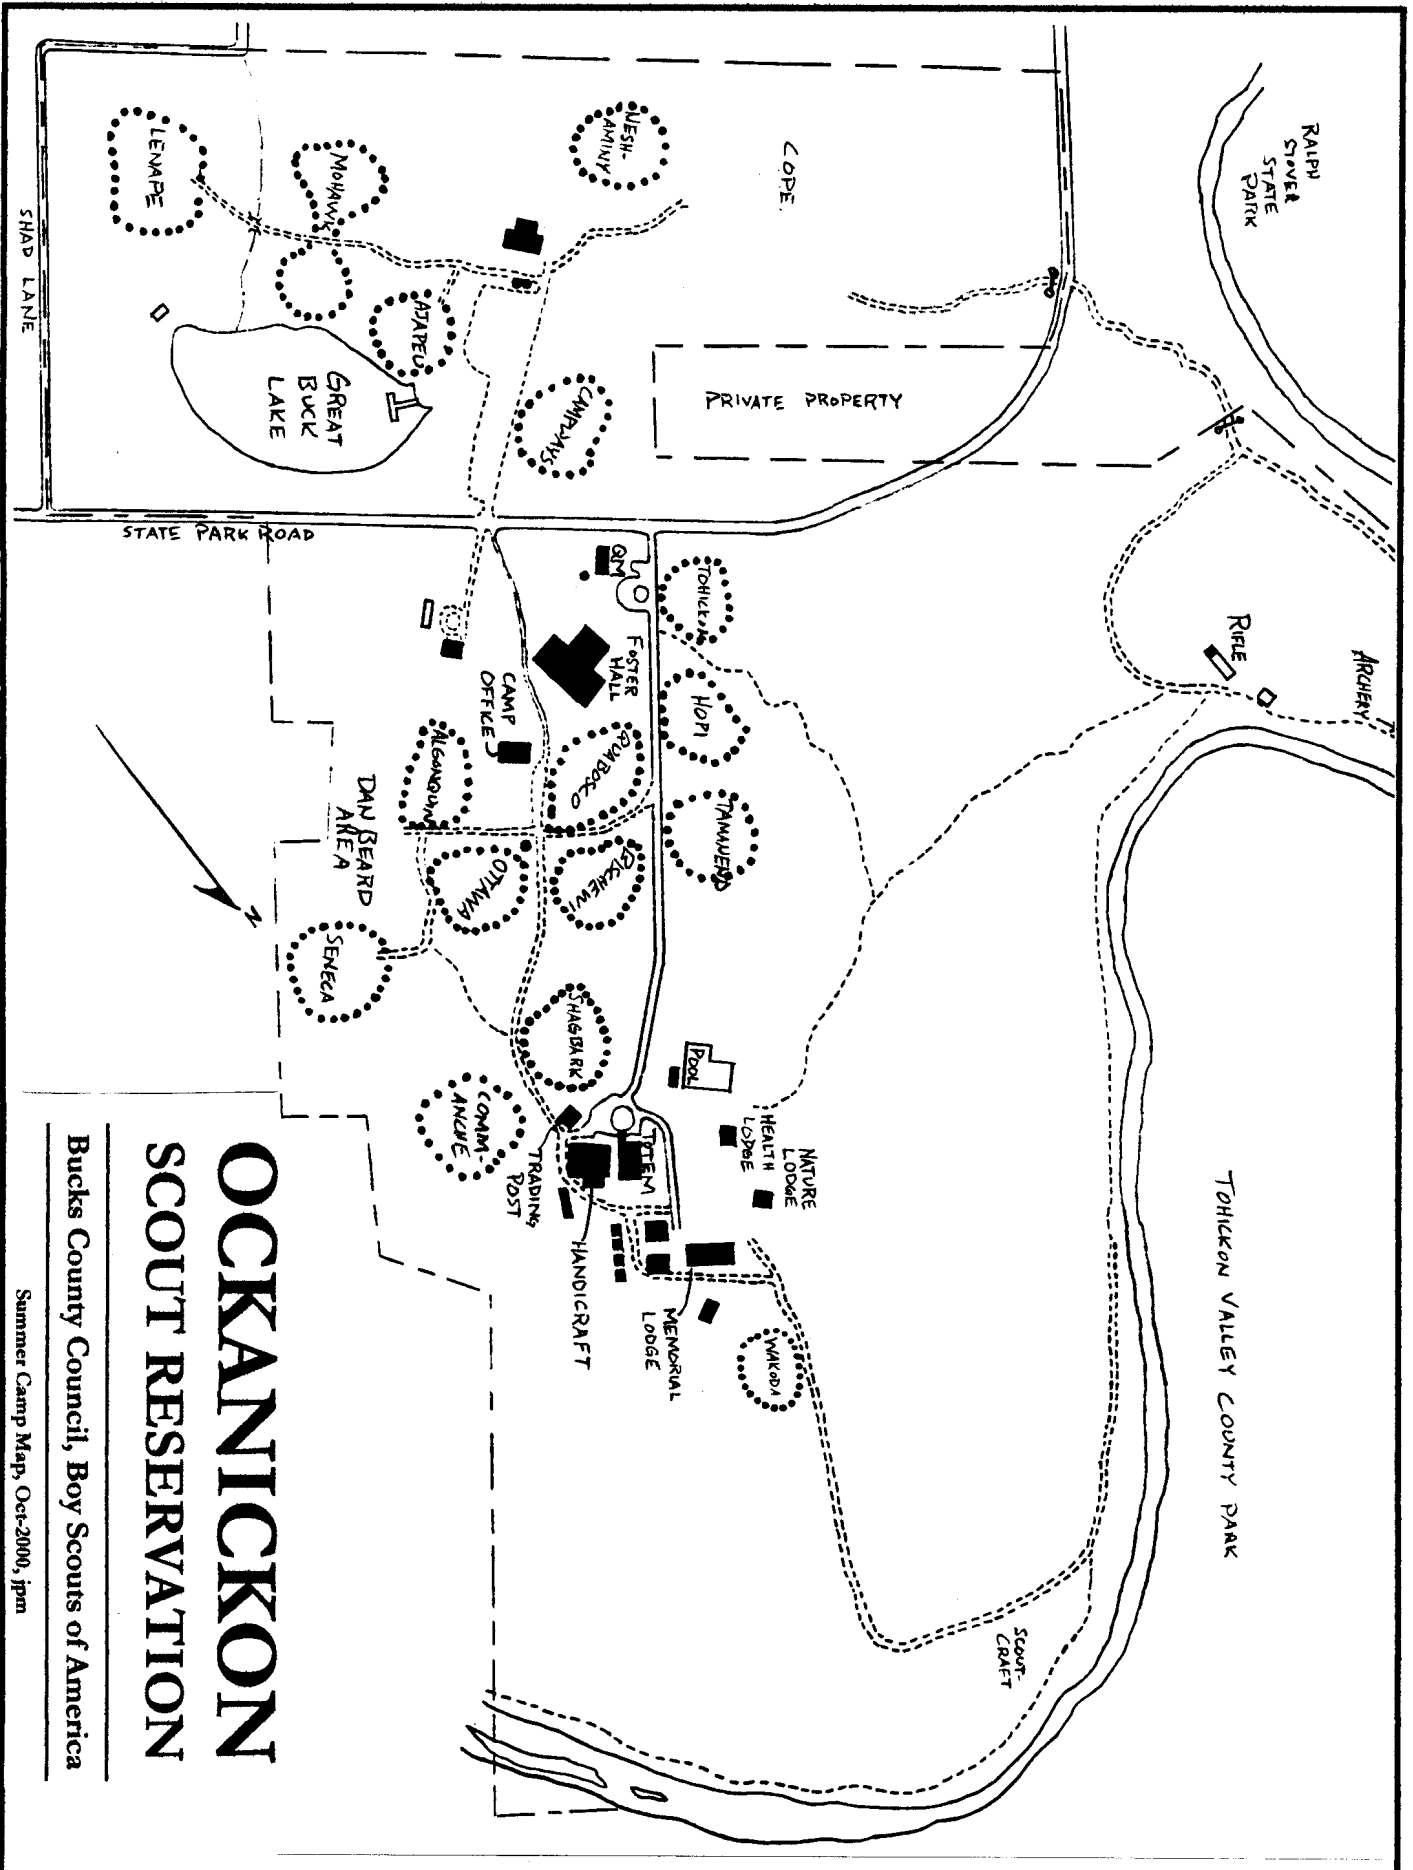 RALPH
STOVER
STATE
PARK
ARCHERY
RIFLE
TOHICKON VALLEY COUNTY PARK
SCOUT-
CRAFT
COPE
PRIVATE PROPERTY
NESH-
AMINY
MOHAWK
LENAPE
AJAPEU
CAMPWAYS
GREAT
BUCK
LAKE
SHAD LANE
STATE PARK ROAD
QM
TOHICKON
FOSTER
HALL
HOPI
TAMANEND
CAMP
OFFICE
QUABOSCO
ALGONQUIN
GISCHEWI
OTTAWA
DAN BEARD
AREA
SENECA
N
SHAGBARK
COMM-
ANCHE
POOL
HEALTH
LODGE
NATURE
LODGE
TOTEM
TRADING
POST
HANDICRAFT
MEMORIAL
LODGE
WAKODA
OCKANICKON
SCOUT RESERVATION
Bucks County Council, Boy Scouts of America
Summer Camp Map, Oct-2000, jpm